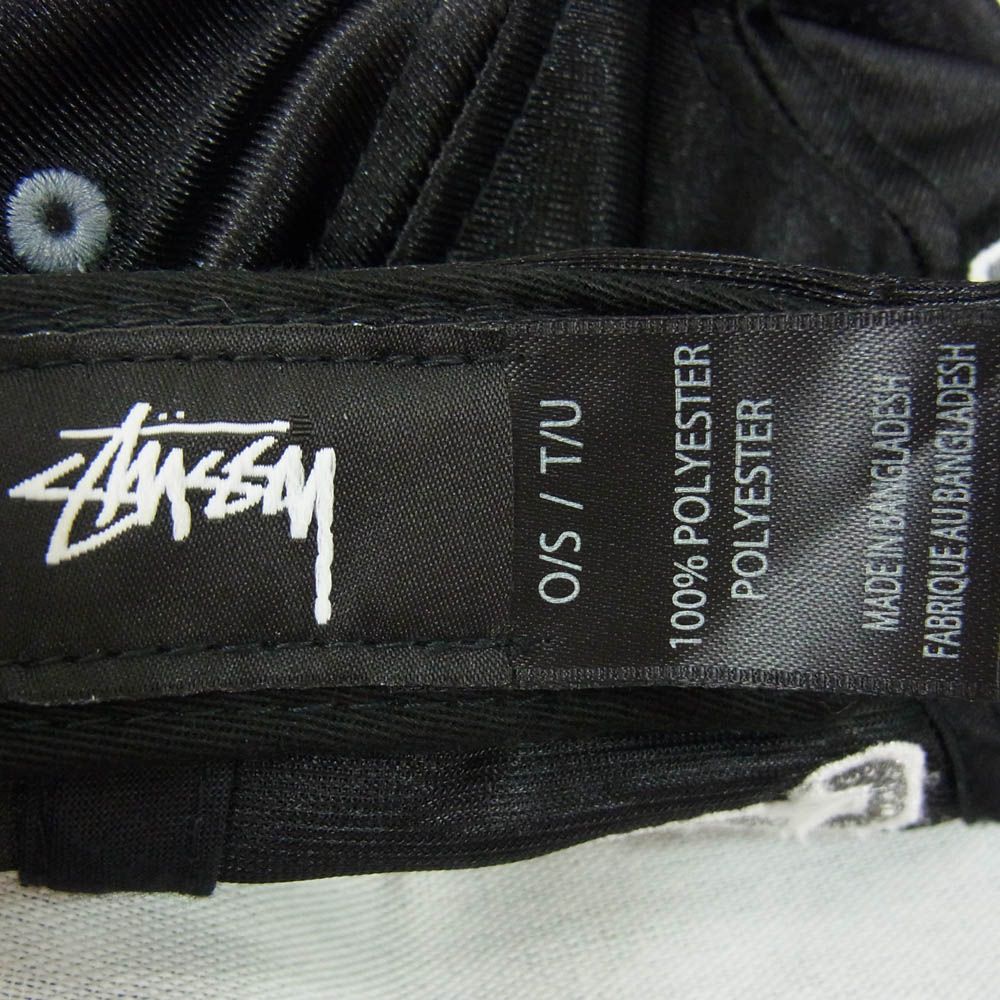 STÜSSY
O/S / T/U
100% POLYESTER
POLYESTER
MADE IN BANGLADESH
FABRIQUE AU BANGLADESH